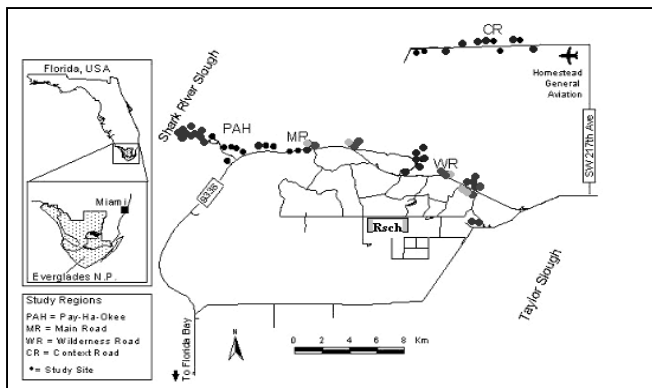 Florida, USA
Miami
Everglades N.P.
Study Regions
PAH = Pay-Ha-Okee
MR = Main Road
WR = Wilderness Road
CR = Context Road
= Study Site
Shark River Slough
PAH
MR
WR
CR
Homestead
General
Aviation
SW 217th Ave
9336
Rsch
Taylor Slough
To Florida Bay
N
0 2 4 6 8 Km